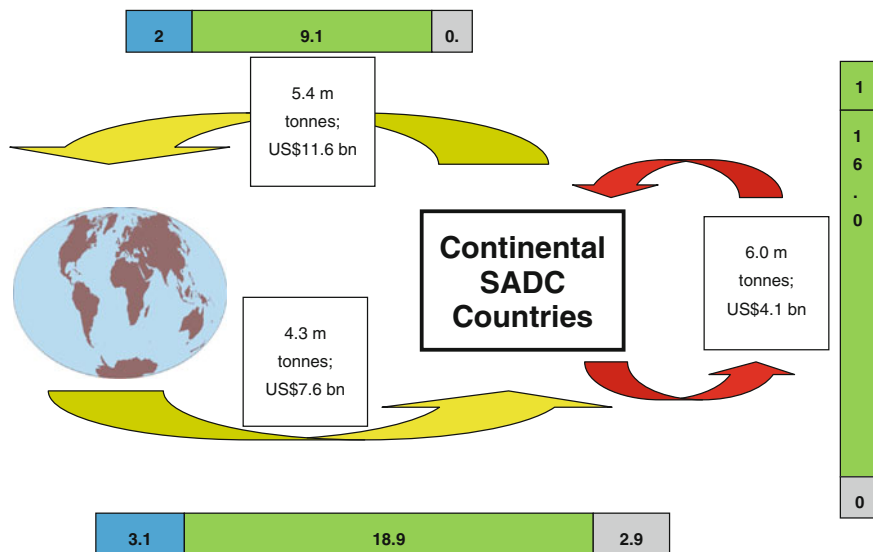 2 9.1 0.
5.4 m
tonnes;
US$11.6 bn
1
1
6
.
0
Continental
SADC
Countries
6.0 m
tonnes;
US$4.1 bn
4.3 m
tonnes;
US$7.6 bn
0
3.1 18.9 2.9